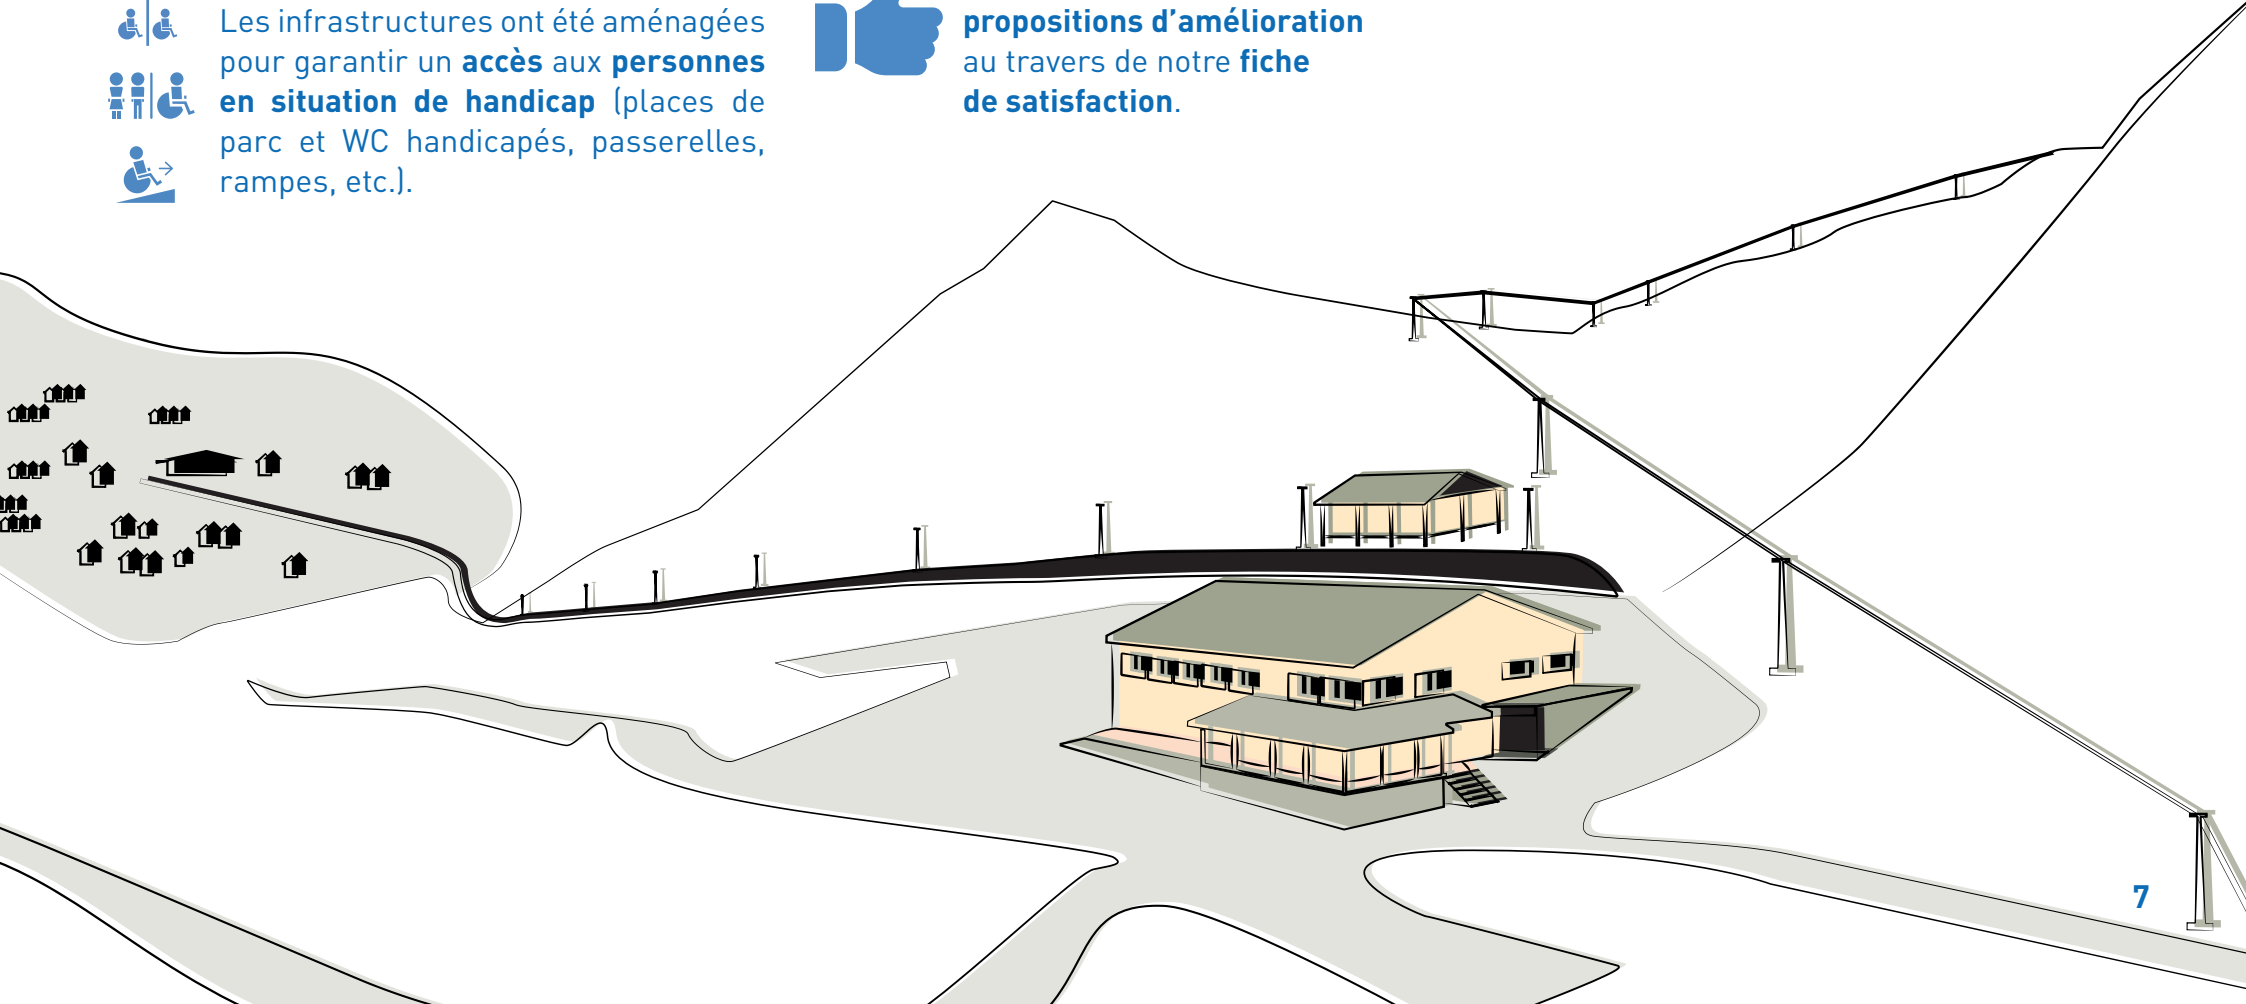 Les infrastructures ont été aménagées
pour garantir un accès aux personnes
en situation de handicap (places de
parc et WC handicapés, passerelles,
rampes, etc.).
propositions d’amélioration
au travers de notre fiche
de satisfaction.
7